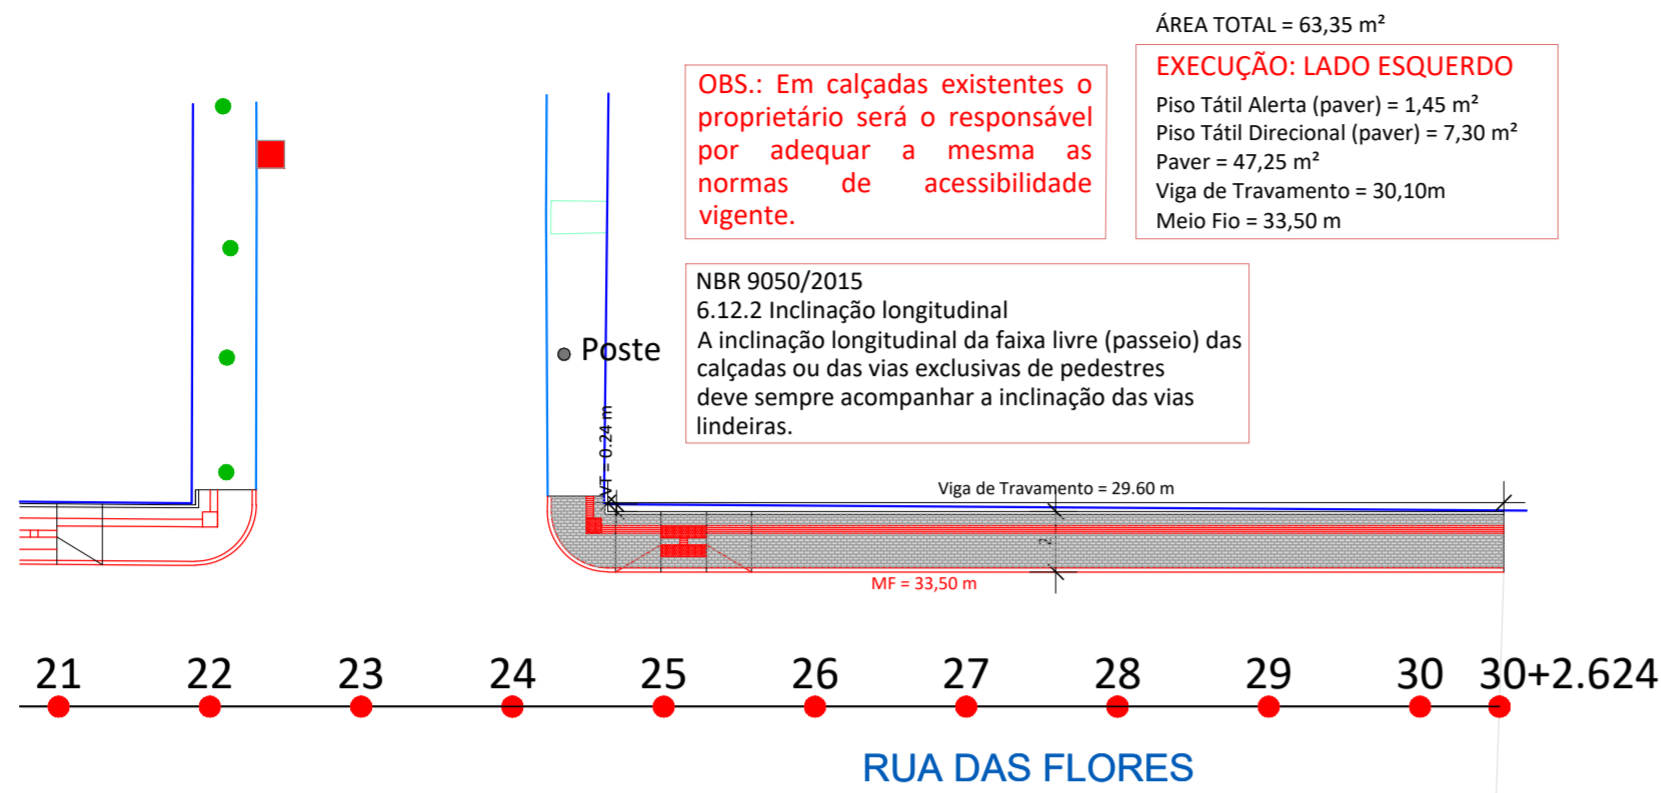 ÁREA TOTAL = 63,35 m²
EXECUÇÃO: LADO ESQUERDO
Piso Tátil Alerta (paver) = 1,45 m²
Piso Tátil Direcional (paver) = 7,30 m²
Paver = 47,25 m²
Viga de Travamento = 30,10m
Meio Fio = 33,50 m
OBS.: Em calçadas existentes o
proprietário será o responsável
por adequar a mesma as
normas de acessibilidade
vigente.
NBR 9050/2015
6.12.2 Inclinação longitudinal
A inclinação longitudinal da faixa livre (passeio) das
calçadas ou das vias exclusivas de pedestres
deve sempre acompanhar a inclinação das vias
lindeiras.
Poste
VT = 0.24 m
Viga de Travamento = 29.60 m
2
MF = 33,50 m
21 22 23 24 25 26 27 28 29 30 30+2.624
RUA DAS FLORES